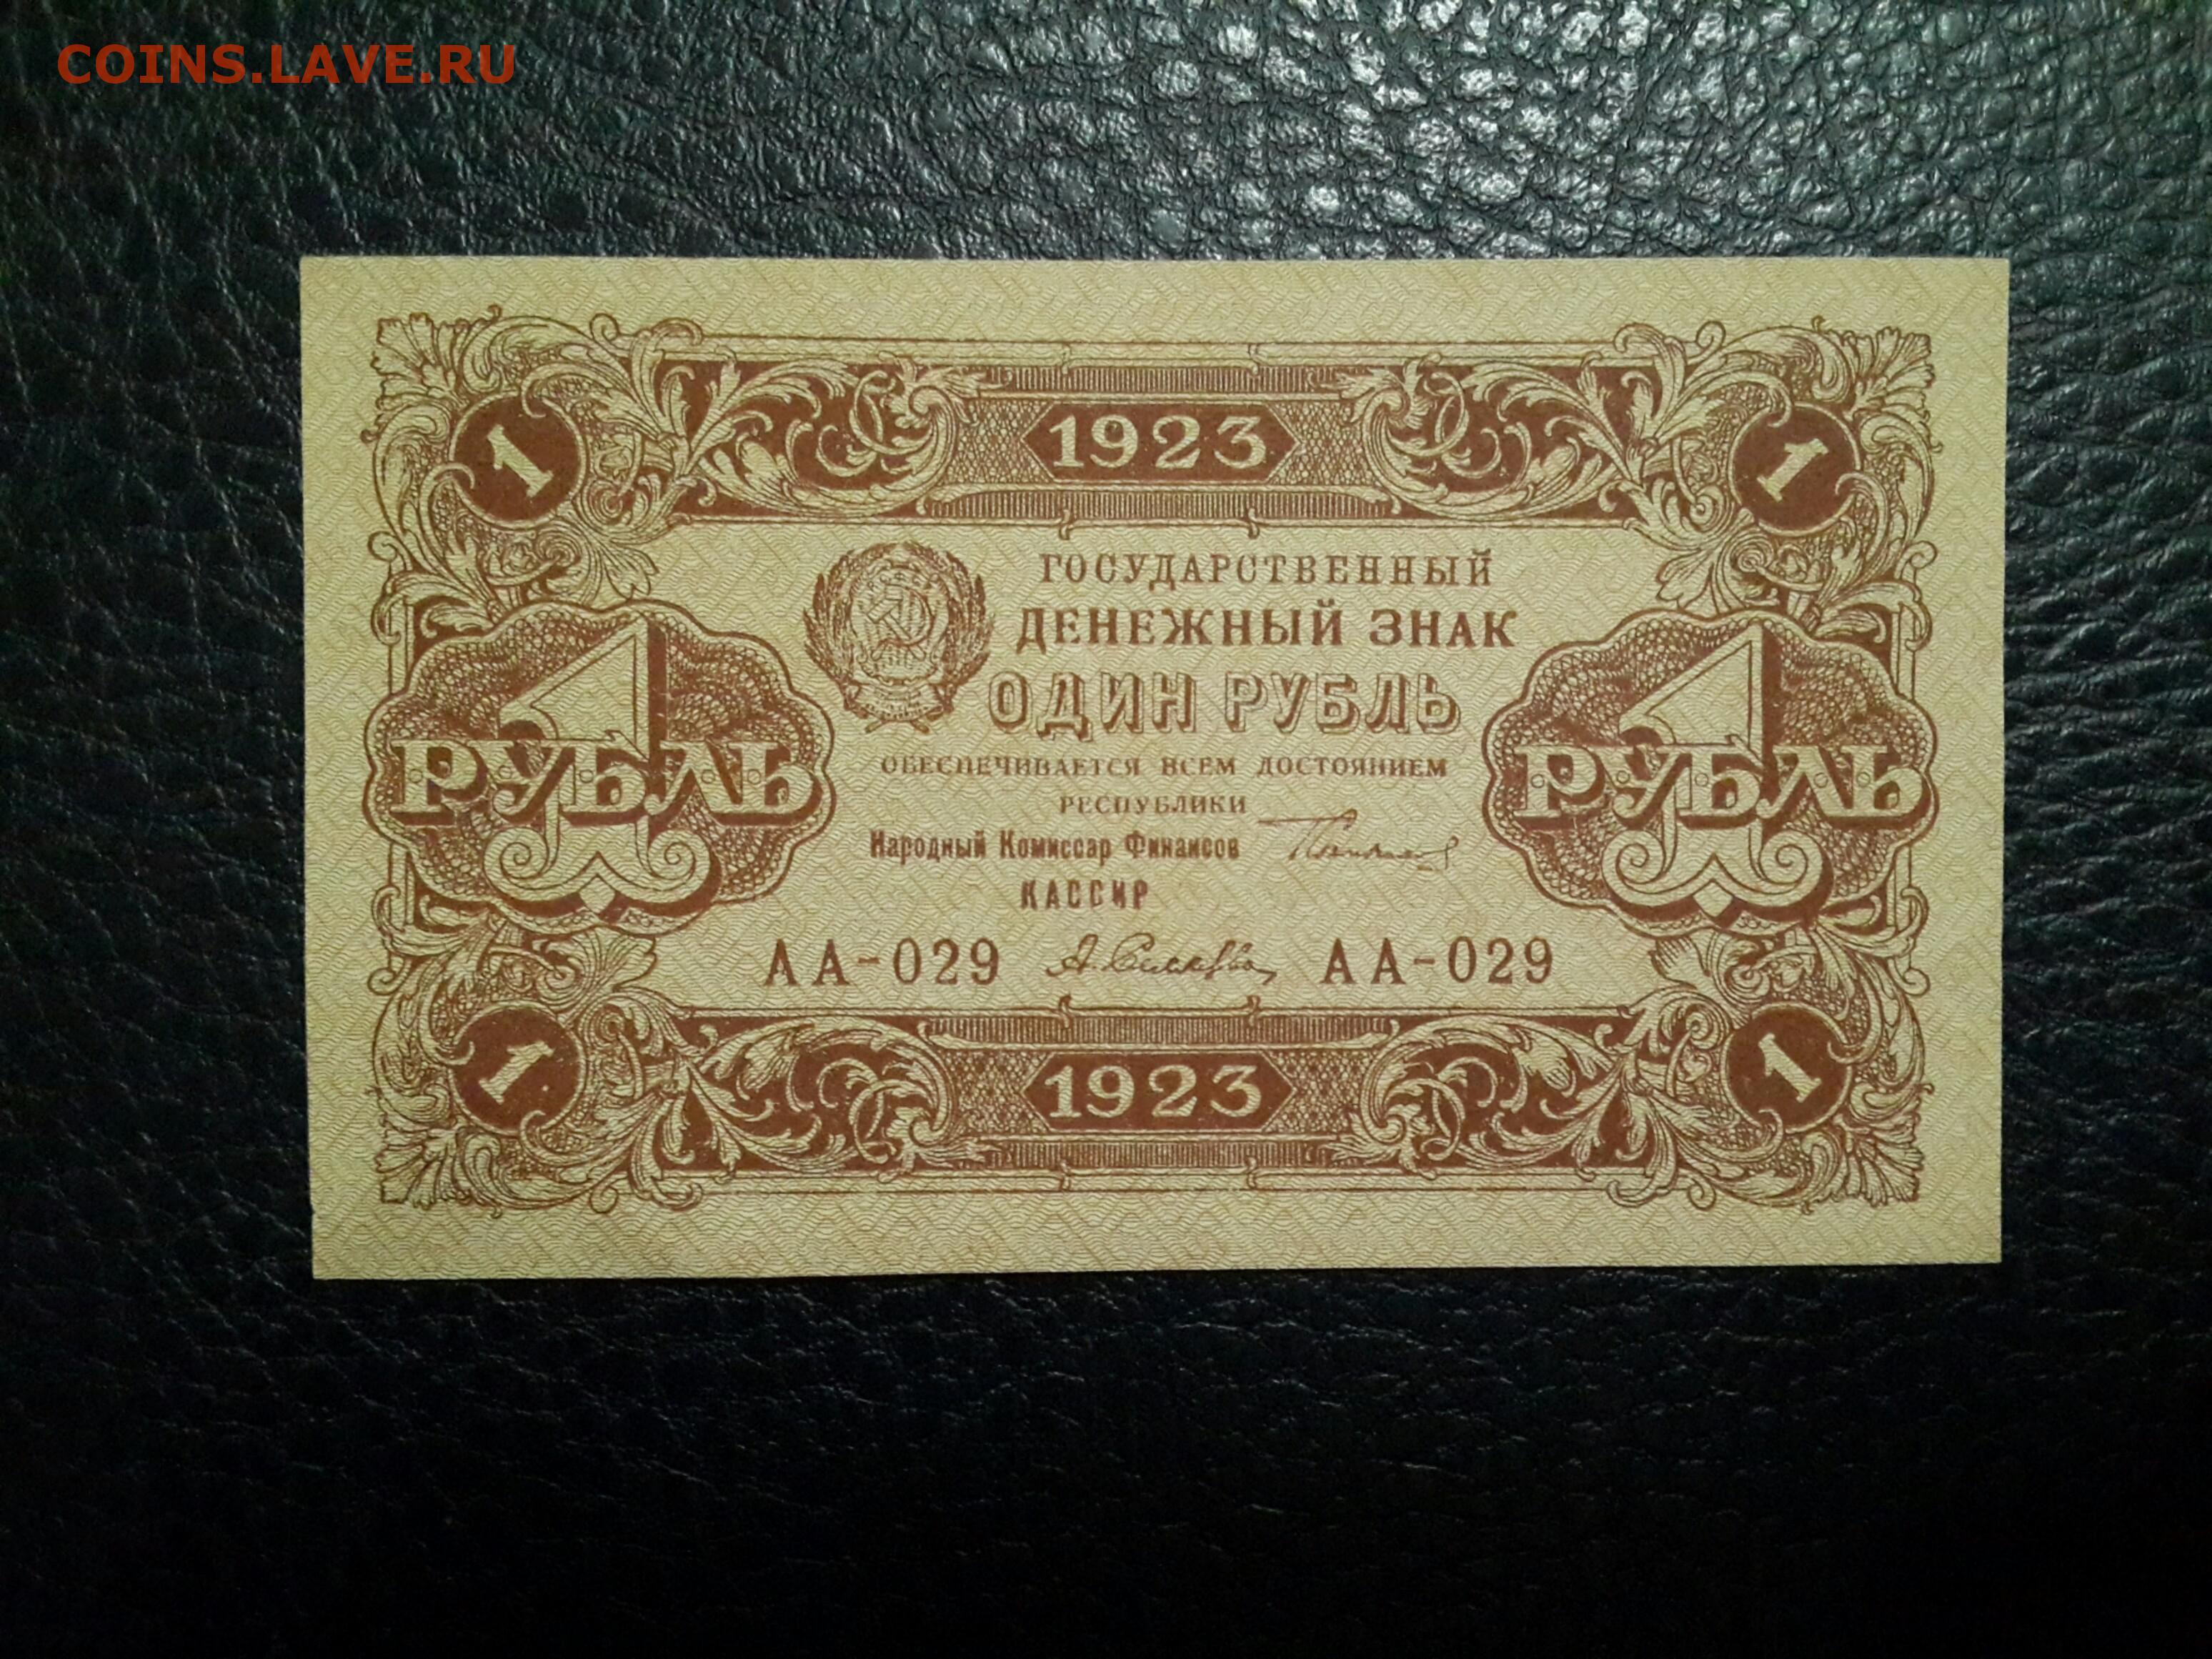 COINS.LAVE.RU
1 1923 1
ГОСУДАРСТВЕННЫЙ
ДЕНЕЖНЫЙ ЗНАК
ОДИН РУБЛЬ
1 РУБЛЬ 1 РУБЛЬ
ОБЕСПЕЧИВАЕТСЯ ВСЕМ ДОСТОЯНИЕМ
РЕСПУБЛИКИ
Народный Комиссар Финансов
КАССИР
АА-029 АА-029
1 1923 1